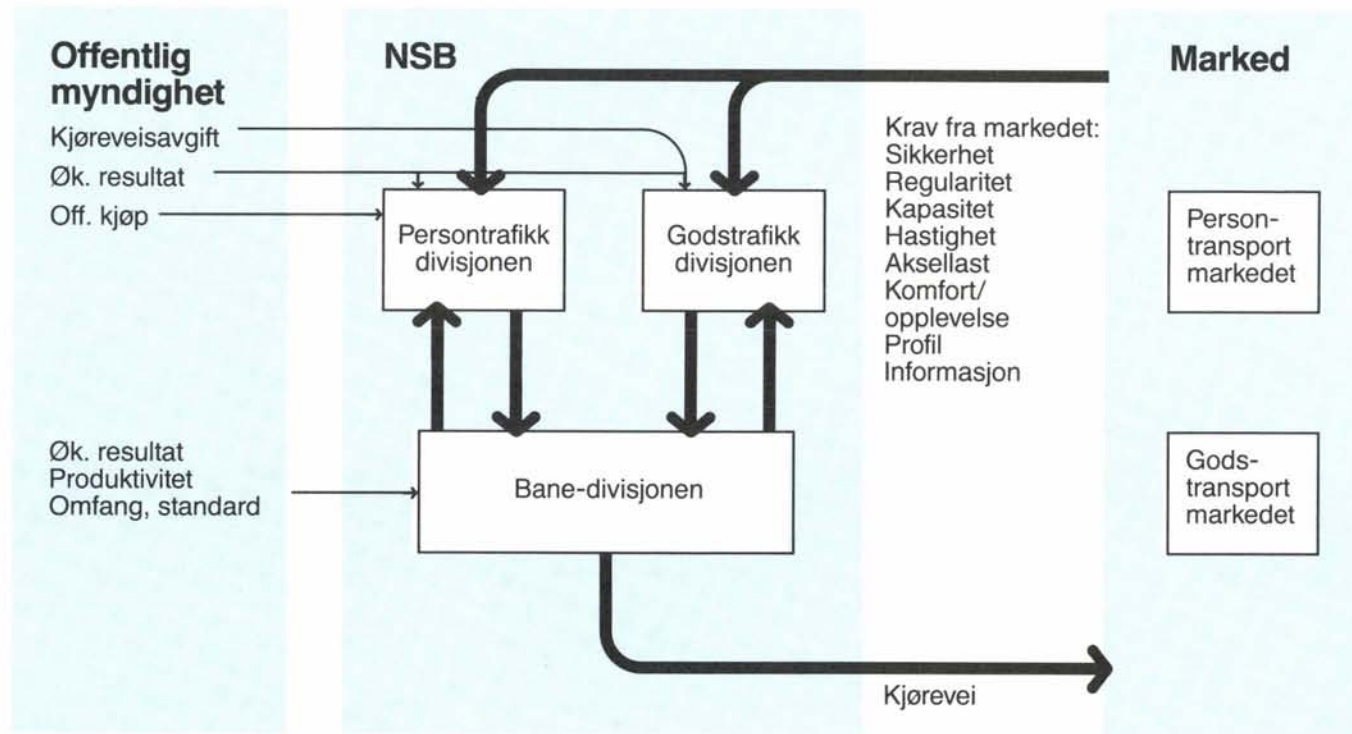 Offentlig
myndighet
Kjøreveisavgift
Øk. resultat
Off. kjøp
Øk. resultat
Produktivitet
Omfang, standard
NSB
Persontrafikk
divisjonen
Godstrafikk
divisjonen
Bane-divisjonen
Krav fra markedet:
Sikkerhet
Regularitet
Kapasitet
Hastighet
Aksellast
Komfort/
opplevelse
Profil
Informasjon
Kjørevei
Marked
Person-
transport
markedet
Gods-
transport
markedet